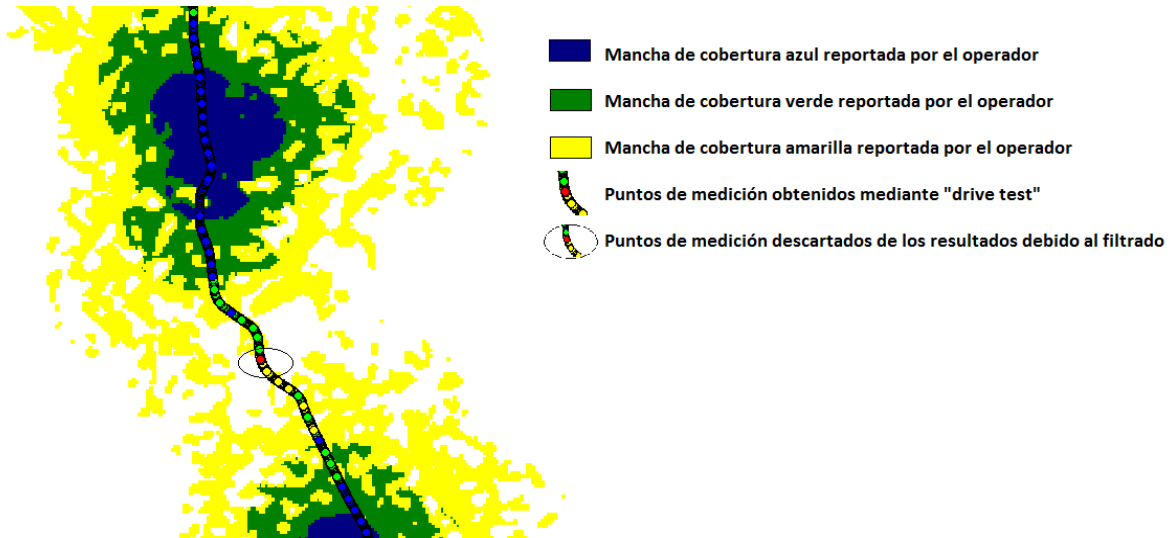 Mancha de cobertura azul reportada por el operador
Mancha de cobertura verde reportada por el operador
Mancha de cobertura amarilla reportada por el operador
Puntos de medición obtenidos mediante "drive test"
Puntos de medición descartados de los resultados debido al filtrado